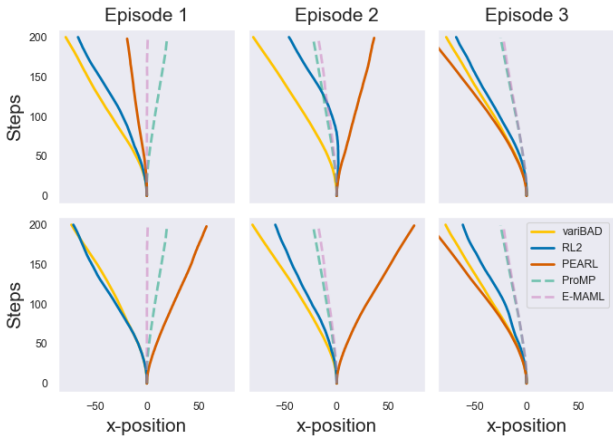 Episode 1 Episode 2 Episode 3
200
150
100
50
0
Steps
200
150
100
50
0
Steps
variBAD
RL2
PEARL
ProMP
E-MAML
−50 0 50 −50 0 50 −50 0 50
x-position x-position x-position